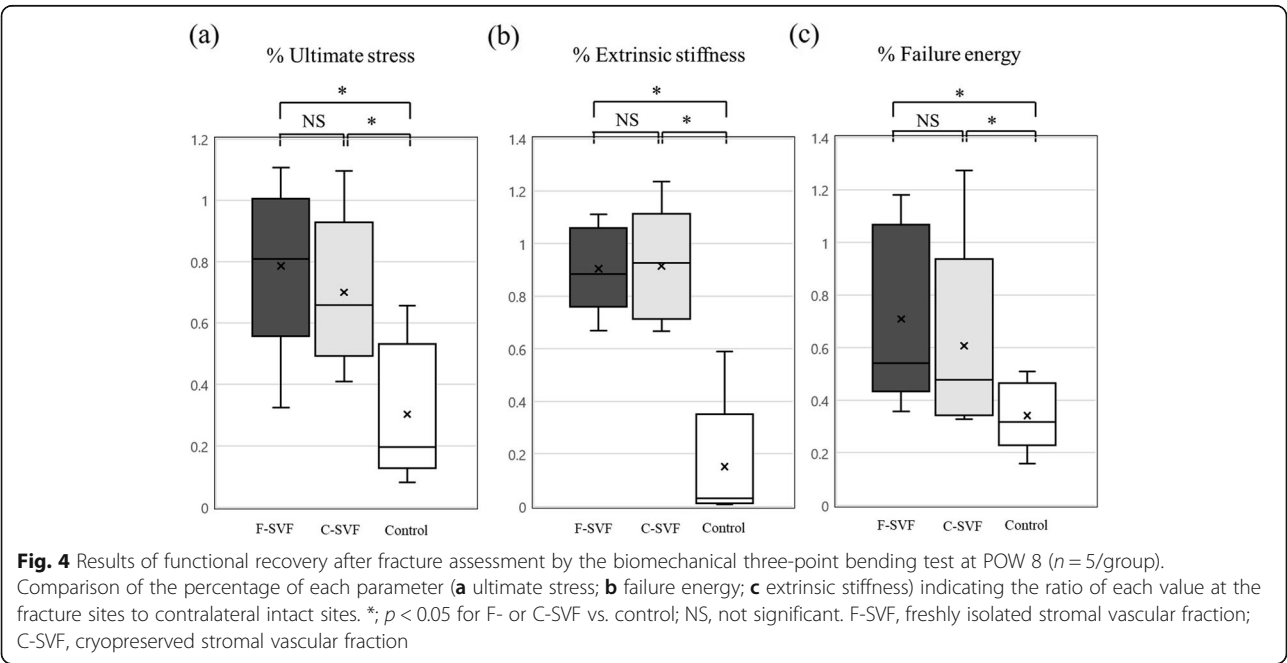 (a)
% Ultimate stress
*
NS
*
1.2
1
0.8
0.6
0.4
0.2
0
F-SVF
C-SVF
Control
(b)
% Extrinsic stiffness
*
NS
*
1.4
1.2
1
0.8
0.6
0.4
0.2
0
F-SVF
C-SVF
Control
(c)
% Failure energy
*
NS
*
1.4
1.2
1
0.8
0.6
0.4
0.2
0
F-SVF
C-SVF
Control
Fig. 4 Results of functional recovery after fracture assessment by the biomechanical three-point bending test at POW 8 (n = 5/group).
Comparison of the percentage of each parameter (a ultimate stress; b failure energy; c extrinsic stiffness) indicating the ratio of each value at the
fracture sites to contralateral intact sites. *; p < 0.05 for F- or C-SVF vs. control; NS, not significant. F-SVF, freshly isolated stromal vascular fraction;
C-SVF, cryopreserved stromal vascular fraction